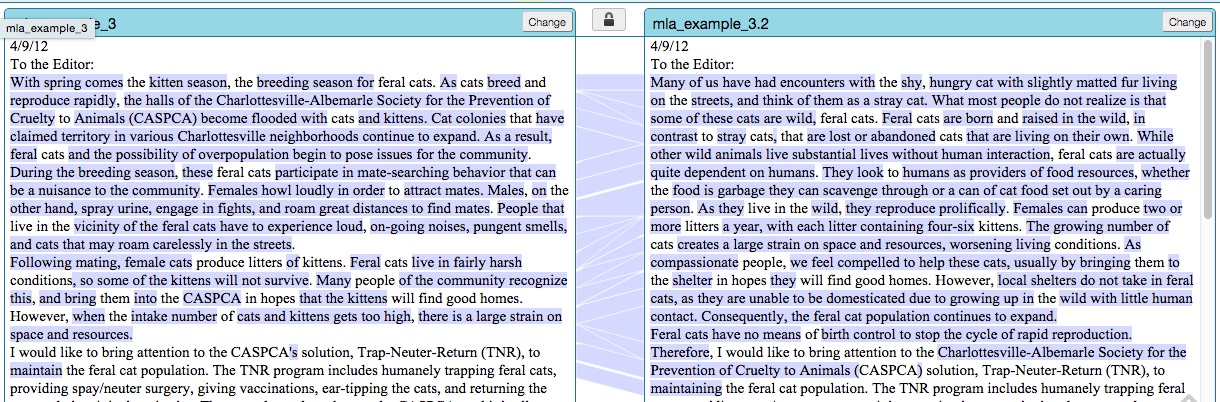 mla_example_3
e_3
Change
4/9/12
To the Editor:
With spring comes the kitten season, the breeding season for feral cats. As cats breed and
reproduce rapidly, the halls of the Charlottesville-Albemarle Society for the Prevention of
Cruelty to Animals (CASPCA) become flooded with cats and kittens. Cat colonies that have
claimed territory in various Charlottesville neighborhoods continue to expand. As a result,
feral cats and the possibility of overpopulation begin to pose issues for the community.
During the breeding season, these feral cats participate in mate-searching behavior that can
be a nuisance to the community. Females howl loudly in order to attract mates. Males, on the
other hand, spray urine, engage in fights, and roam great distances to find mates. People that
live in the vicinity of the feral cats have to experience loud, on-going noises, pungent smells,
and cats that may roam carelessly in the streets.
Following mating, female cats produce litters of kittens. Feral cats live in fairly harsh
conditions, so some of the kittens will not survive. Many people of the community recognize
this, and bring them into the CASPCA in hopes that the kittens will find good homes.
However, when the intake number of cats and kittens gets too high, there is a large strain on
space and resources.
I would like to bring attention to the CASPCA's solution, Trap-Neuter-Return (TNR), to
maintain the feral cat population. The TNR program includes humanely trapping feral cats,
providing spay/neuter surgery, giving vaccinations, ear-tipping the cats, and returning the
mla_example_3.2
Change
4/9/12
To the Editor:
Many of us have had encounters with the shy, hungry cat with slightly matted fur living
on the streets, and think of them as a stray cat. What most people do not realize is that
some of these cats are wild, feral cats. Feral cats are born and raised in the wild, in
contrast to stray cats, that are lost or abandoned cats that are living on their own. While
other wild animals live substantial lives without human interaction, feral cats are actually
quite dependent on humans. They look to humans as providers of food resources, whether
the food is garbage they can scavenge through or a can of cat food set out by a caring
person. As they live in the wild, they reproduce prolifically. Females can produce two or
more litters a year, with each litter containing four-six kittens. The growing number of
cats creates a large strain on space and resources, worsening living conditions. As
compassionate people, we feel compelled to help these cats, usually by bringing them to
the shelter in hopes they will find good homes. However, local shelters do not take in feral
cats, as they are unable to be domesticated due to growing up in the wild with little human
contact. Consequently, the feral cat population continues to expand.
Feral cats have no means of birth control to stop the cycle of rapid reproduction.
Therefore, I would like to bring attention to the Charlottesville-Albemarle Society for the
Prevention of Cruelty to Animals (CASPCA) solution, Trap-Neuter-Return (TNR), to
maintaining the feral cat population. The TNR program includes humanely trapping feral